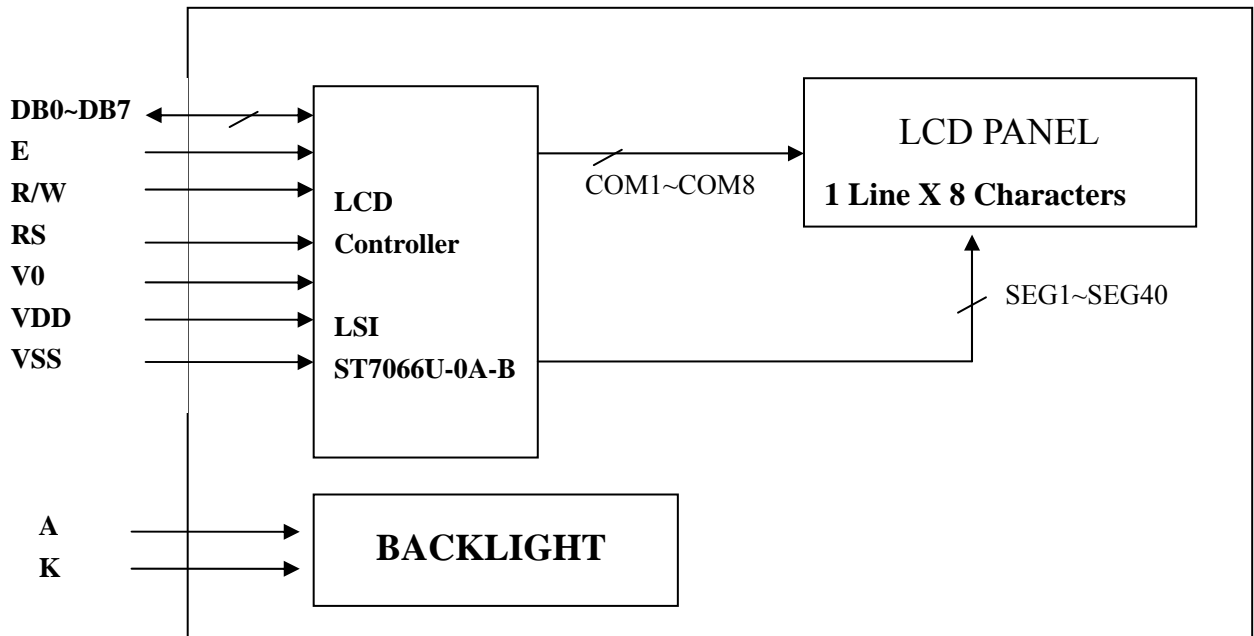 DB0~DB7
E
R/W
RS
V0
VDD
VSS
LCD
Controller
LSI
ST7066U-0A-B
COM1~COM8
LCD PANEL
1 Line X 8 Characters
SEG1~SEG40
A
K
BACKLIGHT